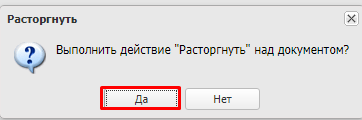 Расторгнуть
Выполнить действие "Расторгнуть" над документом?
Да
Нет